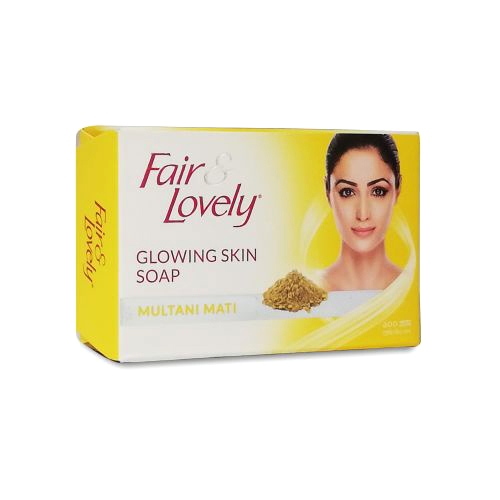 Fair &
Lovely®
GLOWING SKIN
SOAP
MULTANI MATI
Fair &
Lovely